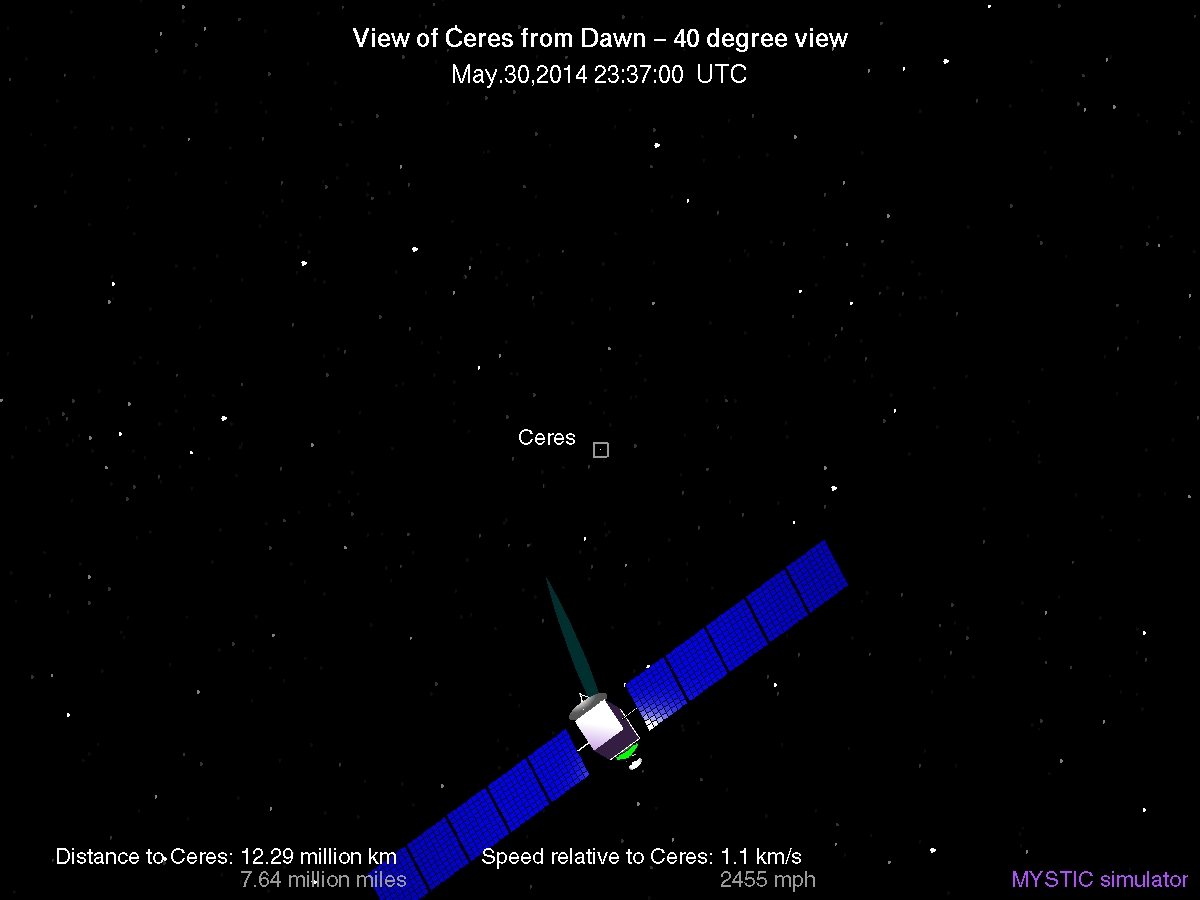 View of Ceres from Dawn – 40 degree view
May.30,2014 23:37:00 UTC
Ceres
Distance to Ceres: 12.29 million km
7.64 million miles
Speed relative to Ceres: 1.1 km/s
2455 mph
MYSTIC simulator